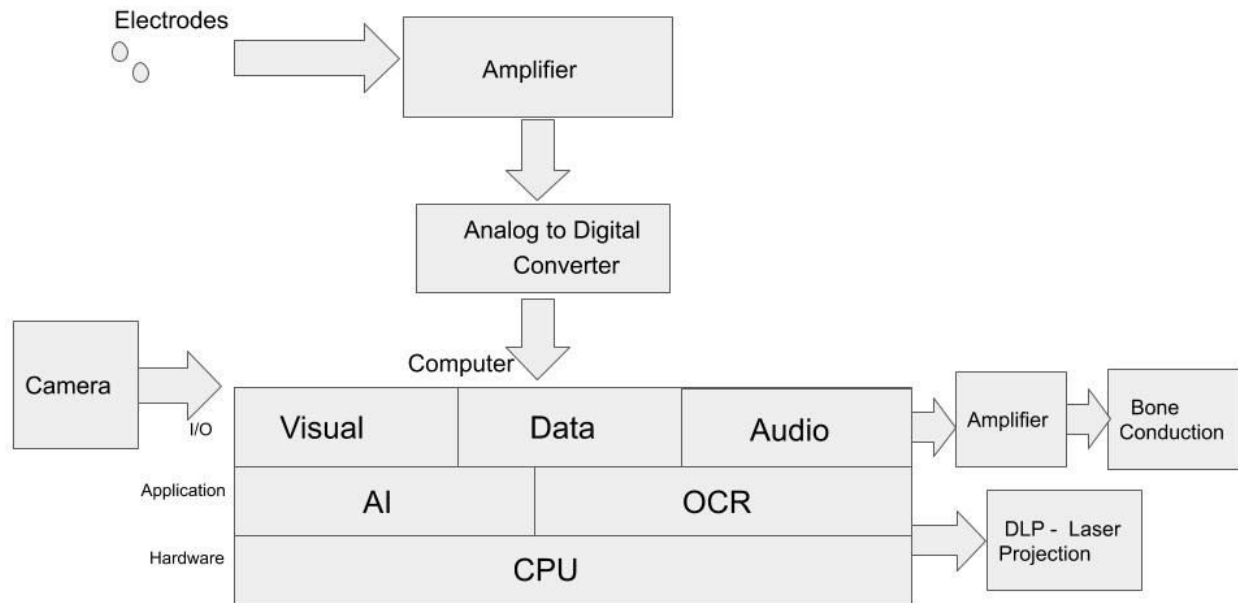 Electrodes
Amplifier
Analog to Digital
Converter
Computer
Camera
I/O
Visual
Data
Audio
Amplifier
Bone
Conduction
Application
AI
OCR
DLP - Laser
Projection
Hardware
CPU